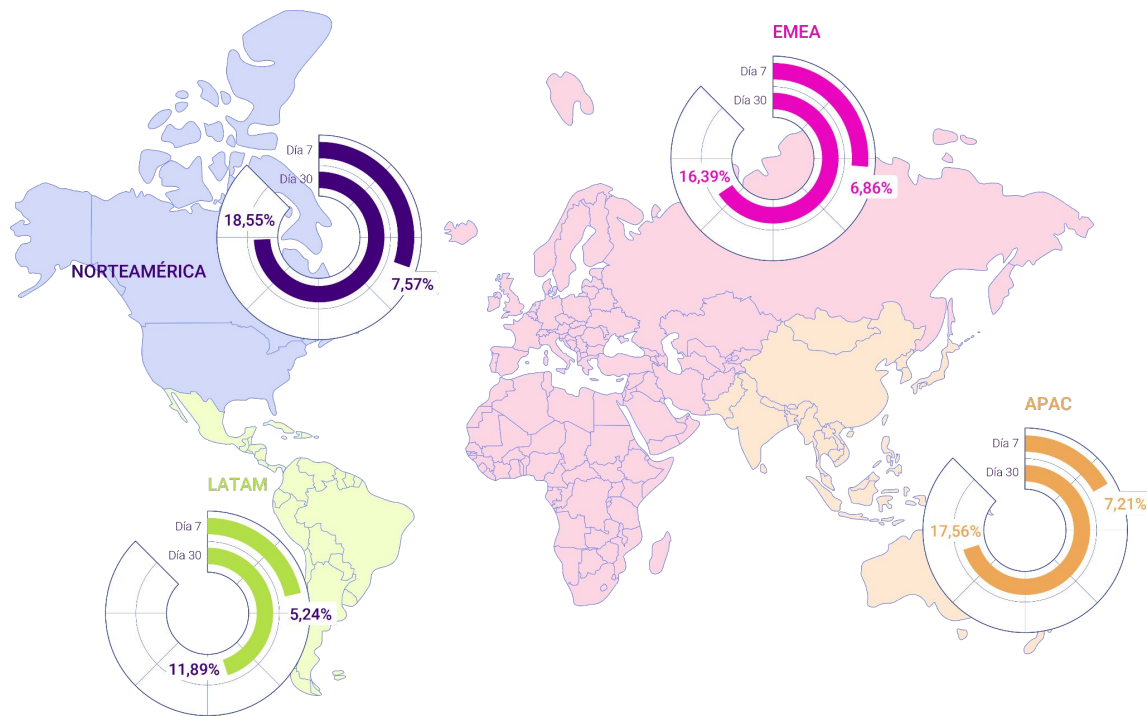 EMEA
Día 7
Día 30
16,39%
6,86%
Día 7
Día 30
18,55%
NORTEAMÉRICA
7,57%
APAC
Día 7
Día 30
7,21%
17,56%
LATAM
Día 7
Día 30
5,24%
11,89%